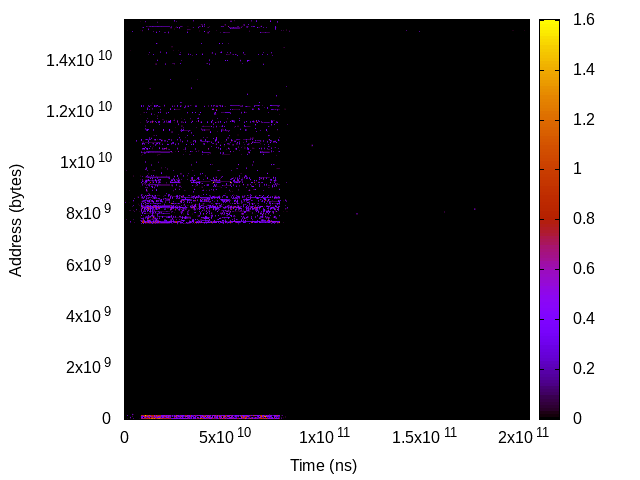 1.6
1.4
1.2
1
0.8
0.6
0.4
0.2
0
1.4x10 10
1.2x10 10
1x10 10
8x10 9
6x10 9
4x10 9
2x10 9
0
Address (bytes)
0 5x10 10 1x10 11 1.5x10 11 2x10 11
Time (ns)